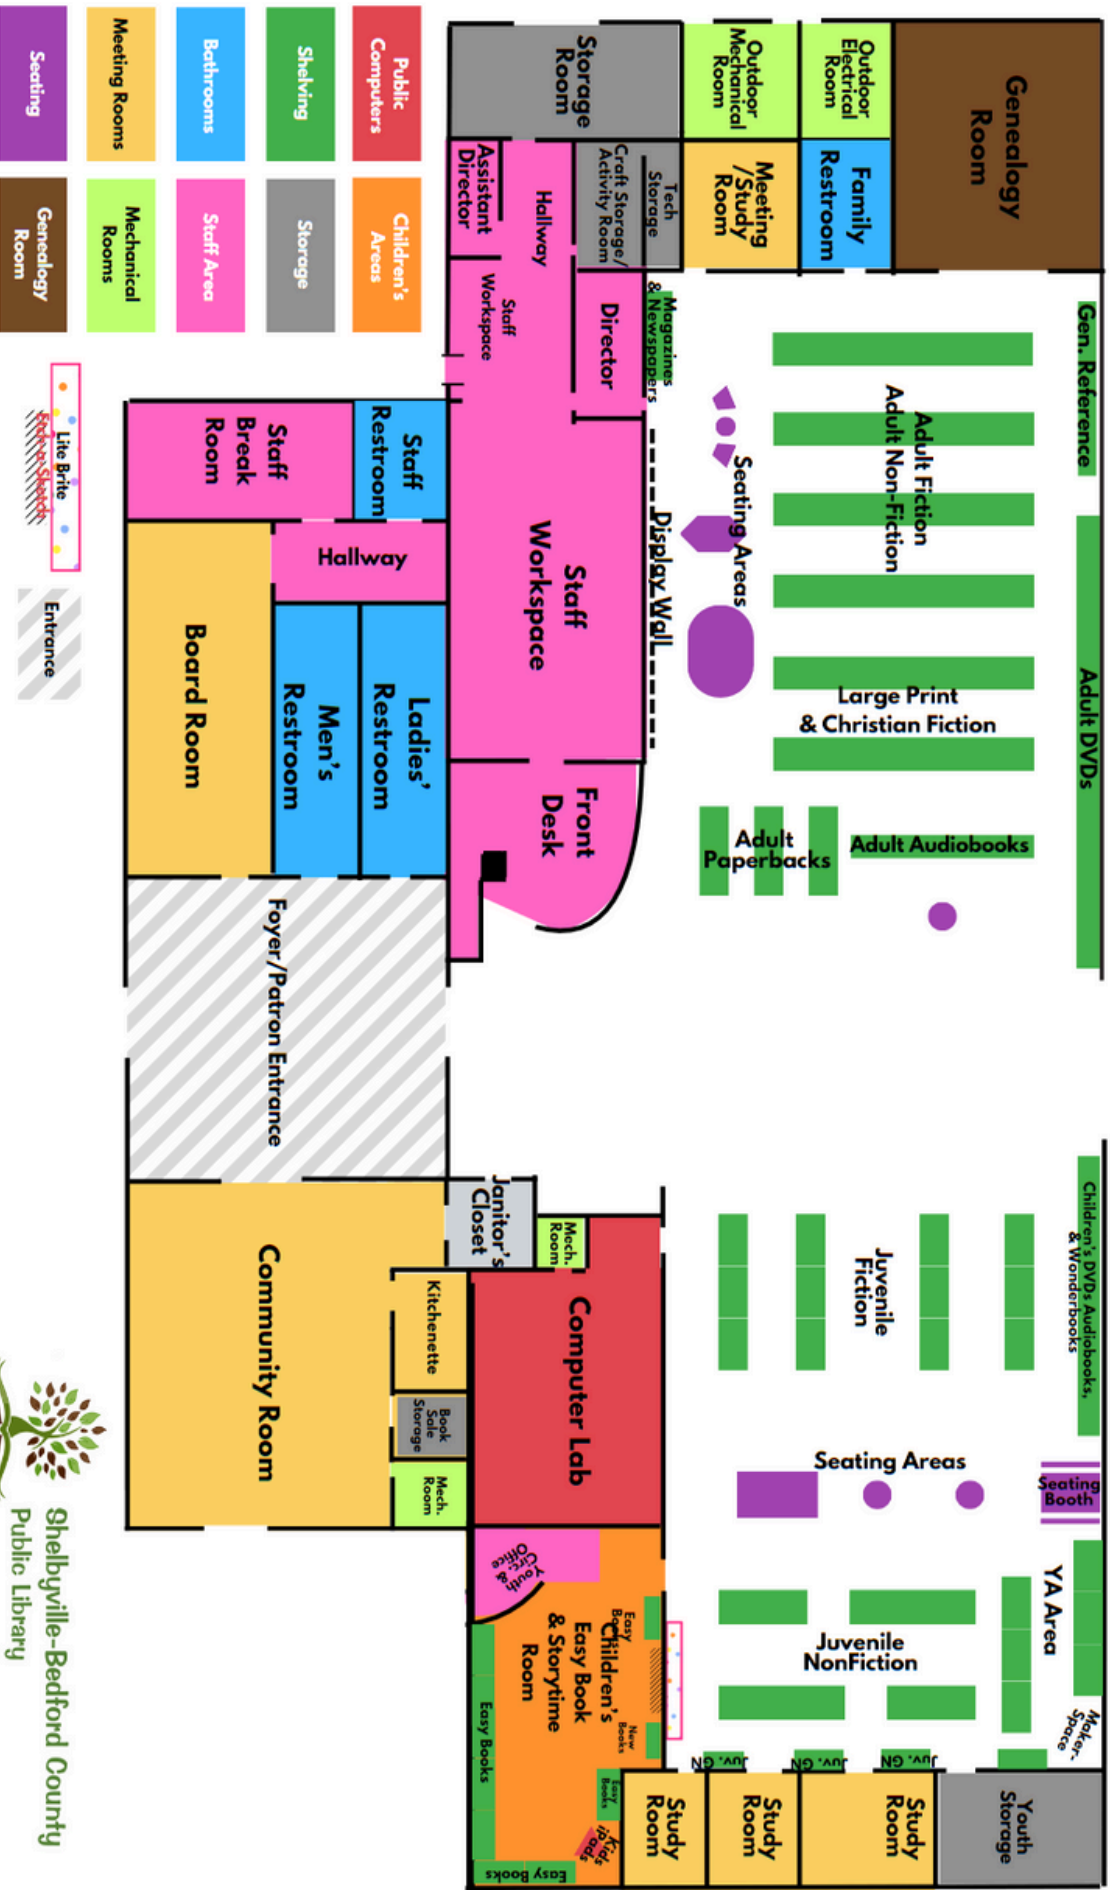 Genealogy
Room
Outdoor
Electrical
Room
Outdoor
Mechanical
Room
Storage
Room
Family
Restroom
Meeting
/Study
Room
Tech
Storage
Craft Storage/
Activity Room
Hallway
Assistant
Director
Staff
Workspace
Director
Magazines
& Newspapers
Gen. Reference
Adult Fiction
Adult Non-Fiction
Seating Areas
Display Wall
Staff
Workspace
Large Print
& Christian Fiction
Adult DVDs
Adult Audiobooks
Adult
Paperbacks
Front
Desk
Staff
Restroom
Staff
Break
Room
Hallway
Board Room
Men's
Restroom
Ladies'
Restroom
Foyer/Patron Entrance
Janitor's
Closet
Mech.
Room
Community Room
Kitchenette
Book
Sale
Storage
Mech.
Room
Computer Lab
Children's DVDs Audiobooks,
& Wonderbooks
Juvenile
Fiction
Seating Areas
Seating
Booth
YA Area
Juvenile
NonFiction
Maker-
Space
Juv. GN
Juv. GN
Juv. GN
Youth
Circ. &
Office
Easy
Books
Children's
Easy Book
& Storytime
Room
New
Books
Easy Books
Easy
Books
Kids
iPads
Easy Books
Study
Room
Study
Room
Study
Room
Youth
Storage
Public
Computers
Shelving
Bathrooms
Meeting Rooms
Seating
Children's
Areas
Storage
Staff Area
Mechanical
Rooms
Genealogy
Room
Lite Brite
Etch-a-Sketch
Entrance
Shelbyville-Bedford County
Public Library